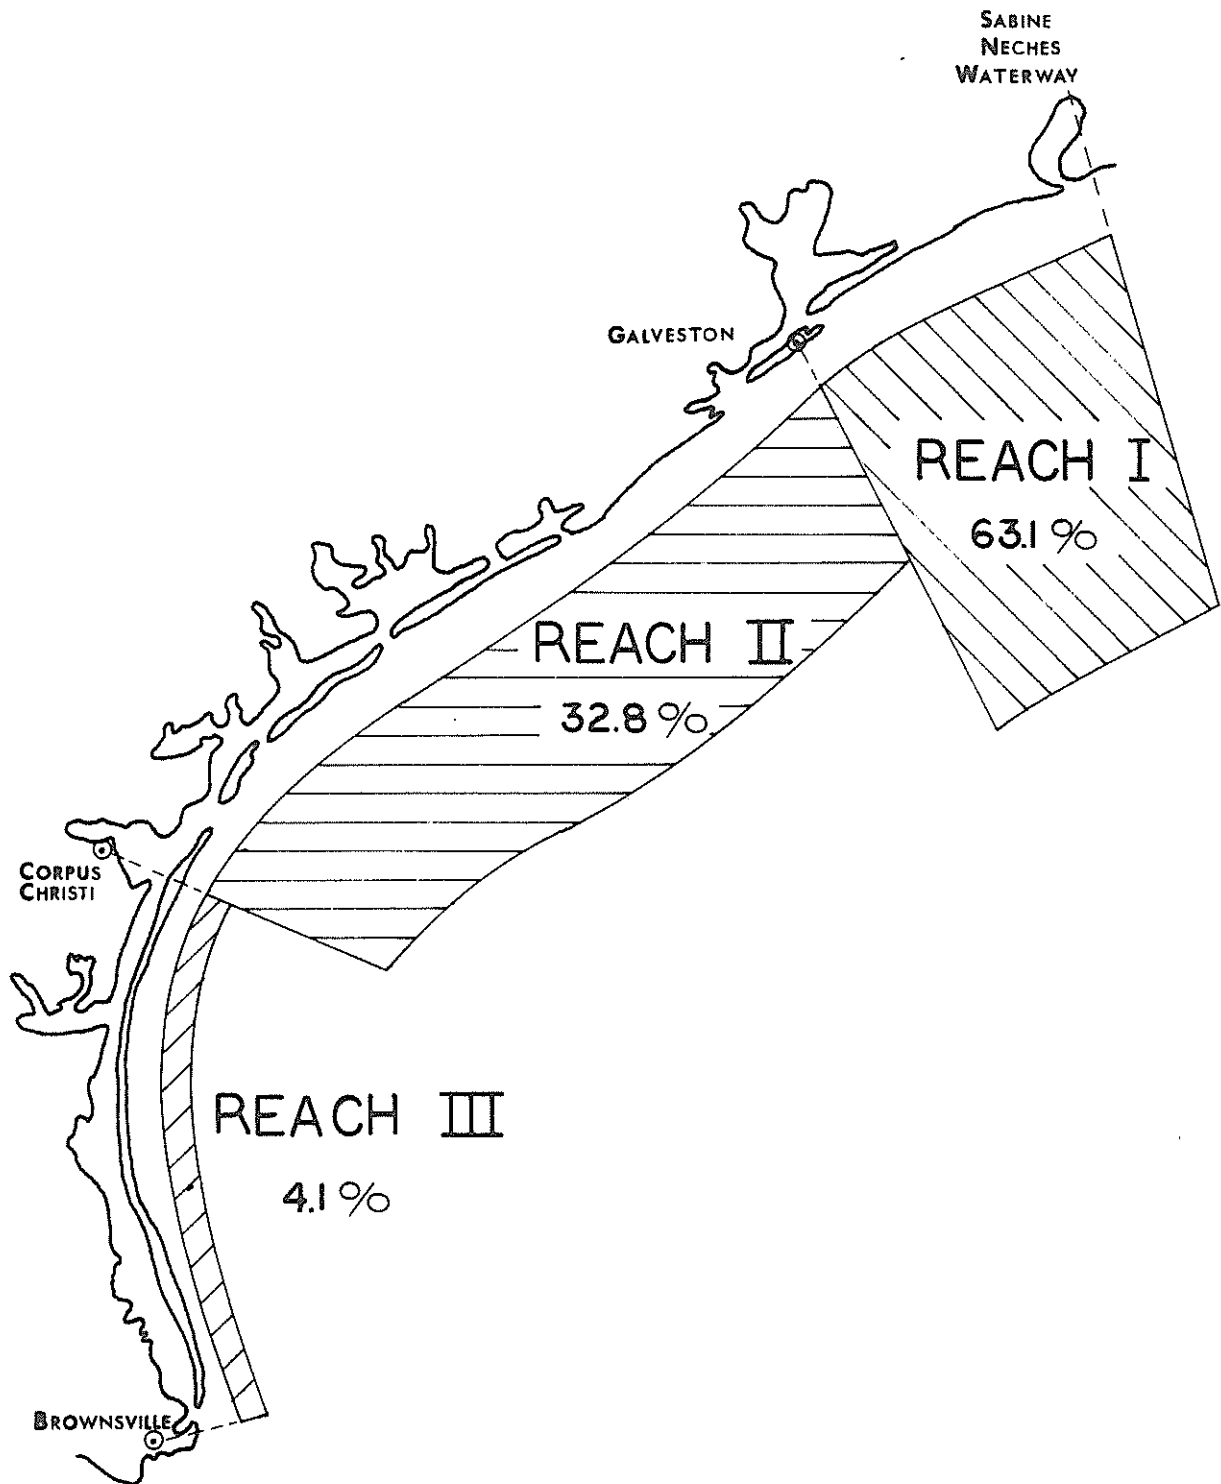 SABINE
NECHES
WATERWAY
GALVESTON
REACH I
63.1 %
REACH II
32.8 %
CORPUS
CHRISTI
REACH III
4.1 %
BROWNSVILLE